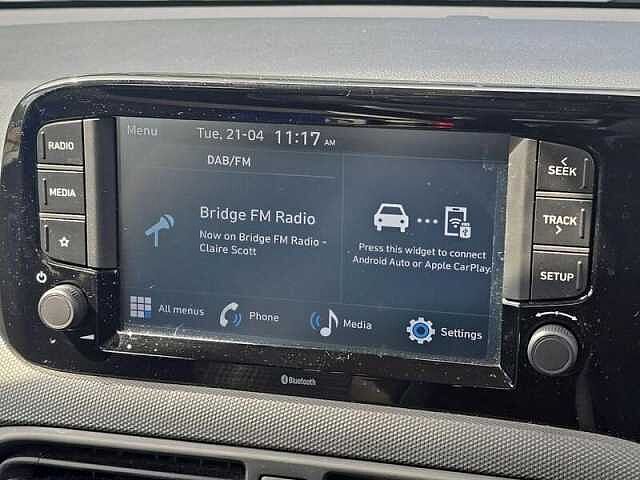 Menu
Tue, 21-04 11:17 AM
DAB/FM
Bridge FM Radio
Now on Bridge FM Radio -
Claire Scott
Press this widget to connect
Android Auto or Apple CarPlay.
All menus
Phone
Media
Settings
RADIO
MEDIA
SEEK
TRACK
SETUP
Bluetooth